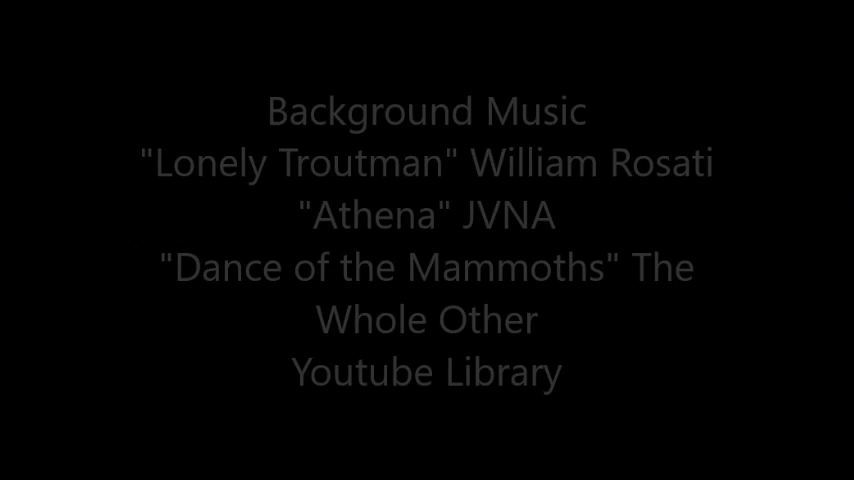 Background Music
"Lonely Troutman" William Rosati
"Athena" JVNA
"Dance of the Mammoths" The
Whole Other
Youtube Library